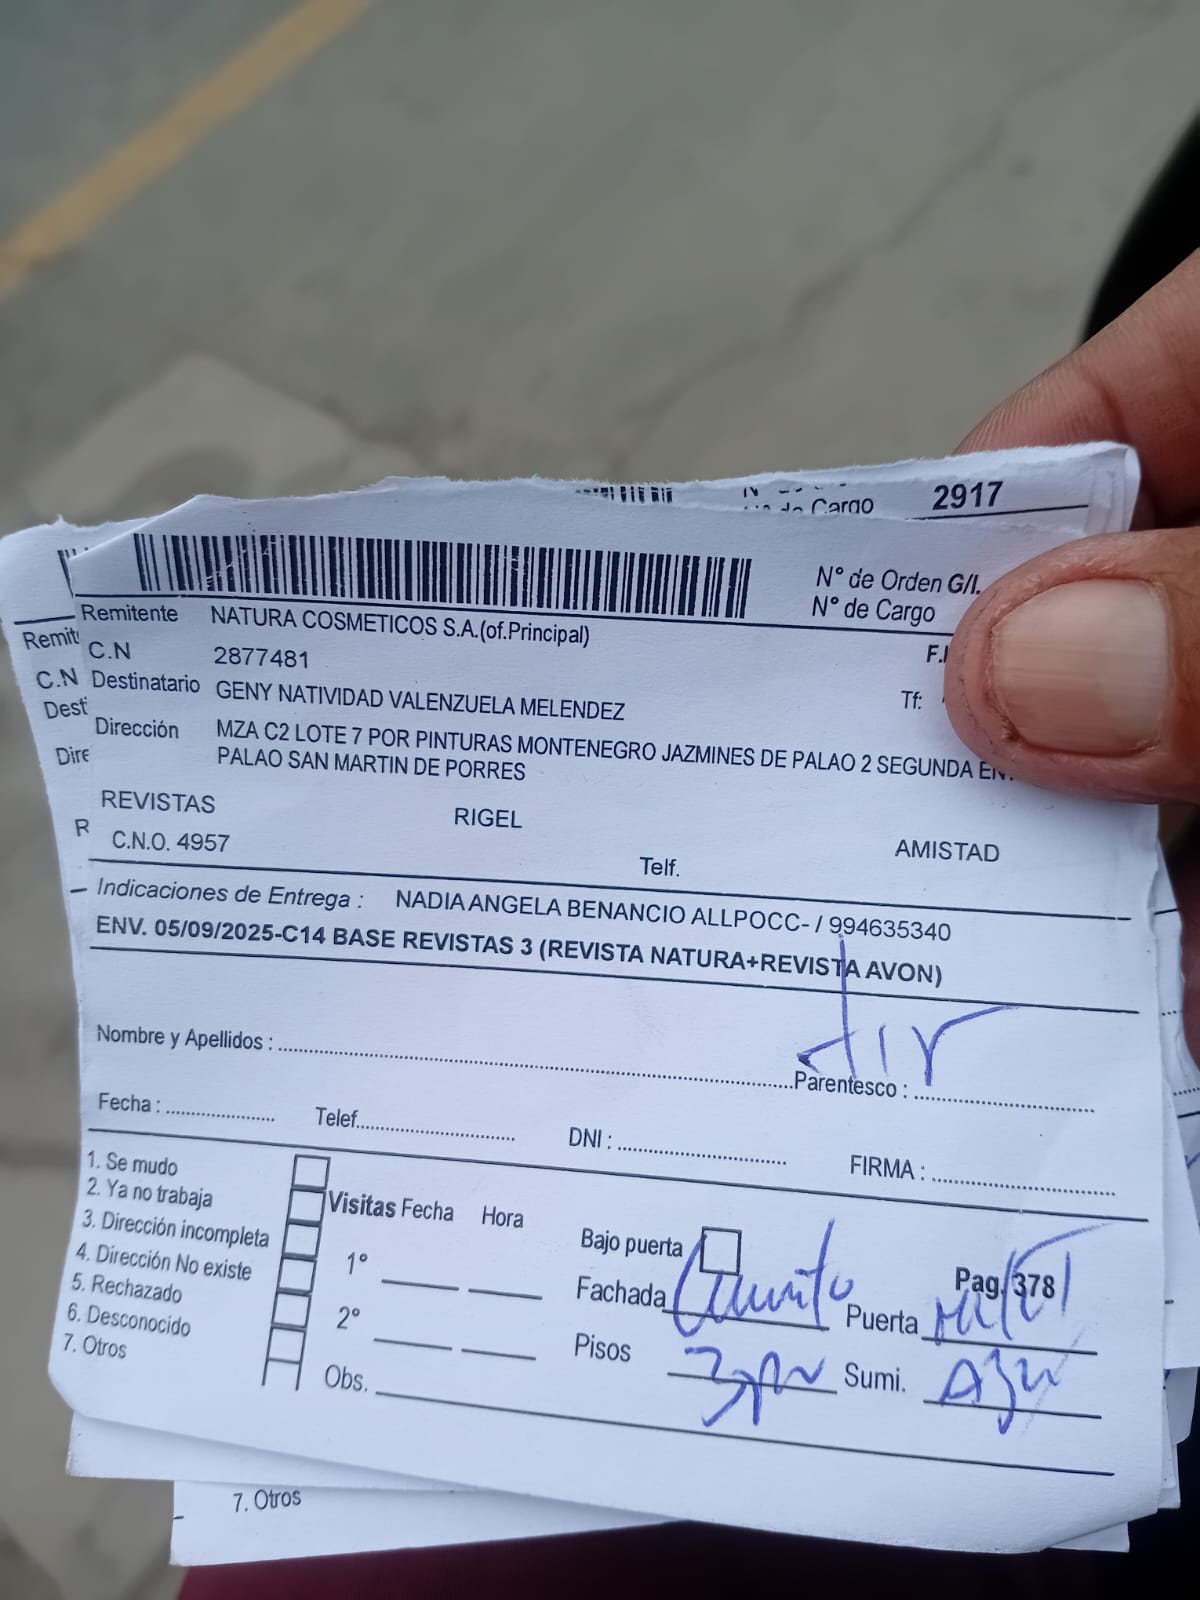 Cargo 2917
N° de Orden G/I.
N° de Cargo
Remitente NATURA COSMETICOS S.A.(of.Principal)
C.N 2877481
Destinatario GENY NATIVIDAD VALENZUELA MELENDEZ
Tf:
Dirección MZA C2 LOTE 7 POR PINTURAS MONTENEGRO JAZMINES DE PALAO 2 SEGUNDA
PALAO SAN MARTIN DE PORRES
REVISTAS RIGEL AMISTAD
C.N.O. 4957 Telf.
Indicaciones de Entrega : NADIA ANGELA BENANCIO ALLPOCC- / 994635340
ENV. 05/09/2025-C14 BASE REVISTAS 3 (REVISTA NATURA+REVISTA AVON)
Nombre y Apellidos : Parentesco :
Fecha : Telef. DNI : FIRMA :
1. Se mudo
2. Ya no trabaja
3. Dirección incompleta
4. Dirección No existe
5. Rechazado
6. Desconocido
7. Otros
Visitas Fecha Hora
1°
2°
Obs.
Bajo puerta Pag. 378
Fachada Puerta
Pisos Sumi.
7. Otros